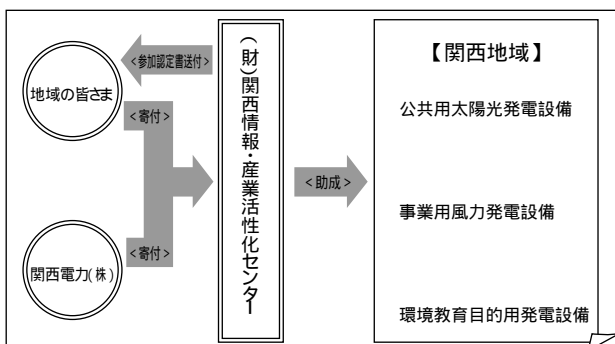 地域の皆さま
<参加認定書送付>
<寄付>
<寄付>
関西電力(株)
(財)関西情報・産業活性化センター
<助成>
【関西地域】
公共用太陽光発電設備
事業用風力発電設備
環境教育目的用発電設備